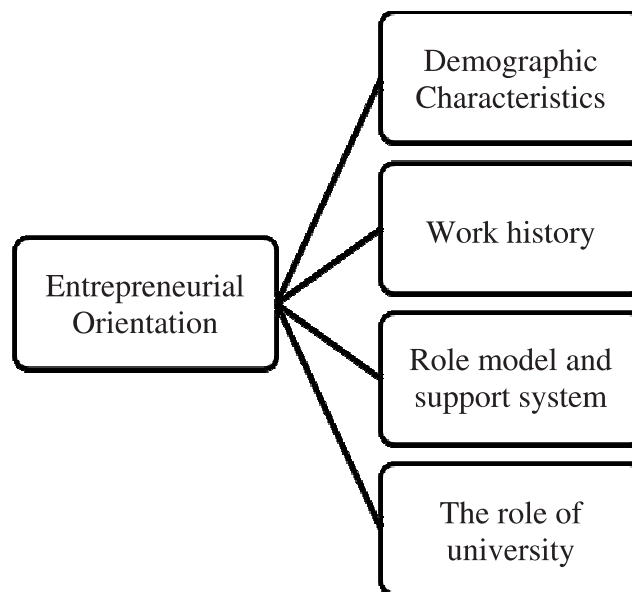 Entrepreneurial
Orientation
Demographic
Characteristics
Work history
Role model and
support system
The role of
university